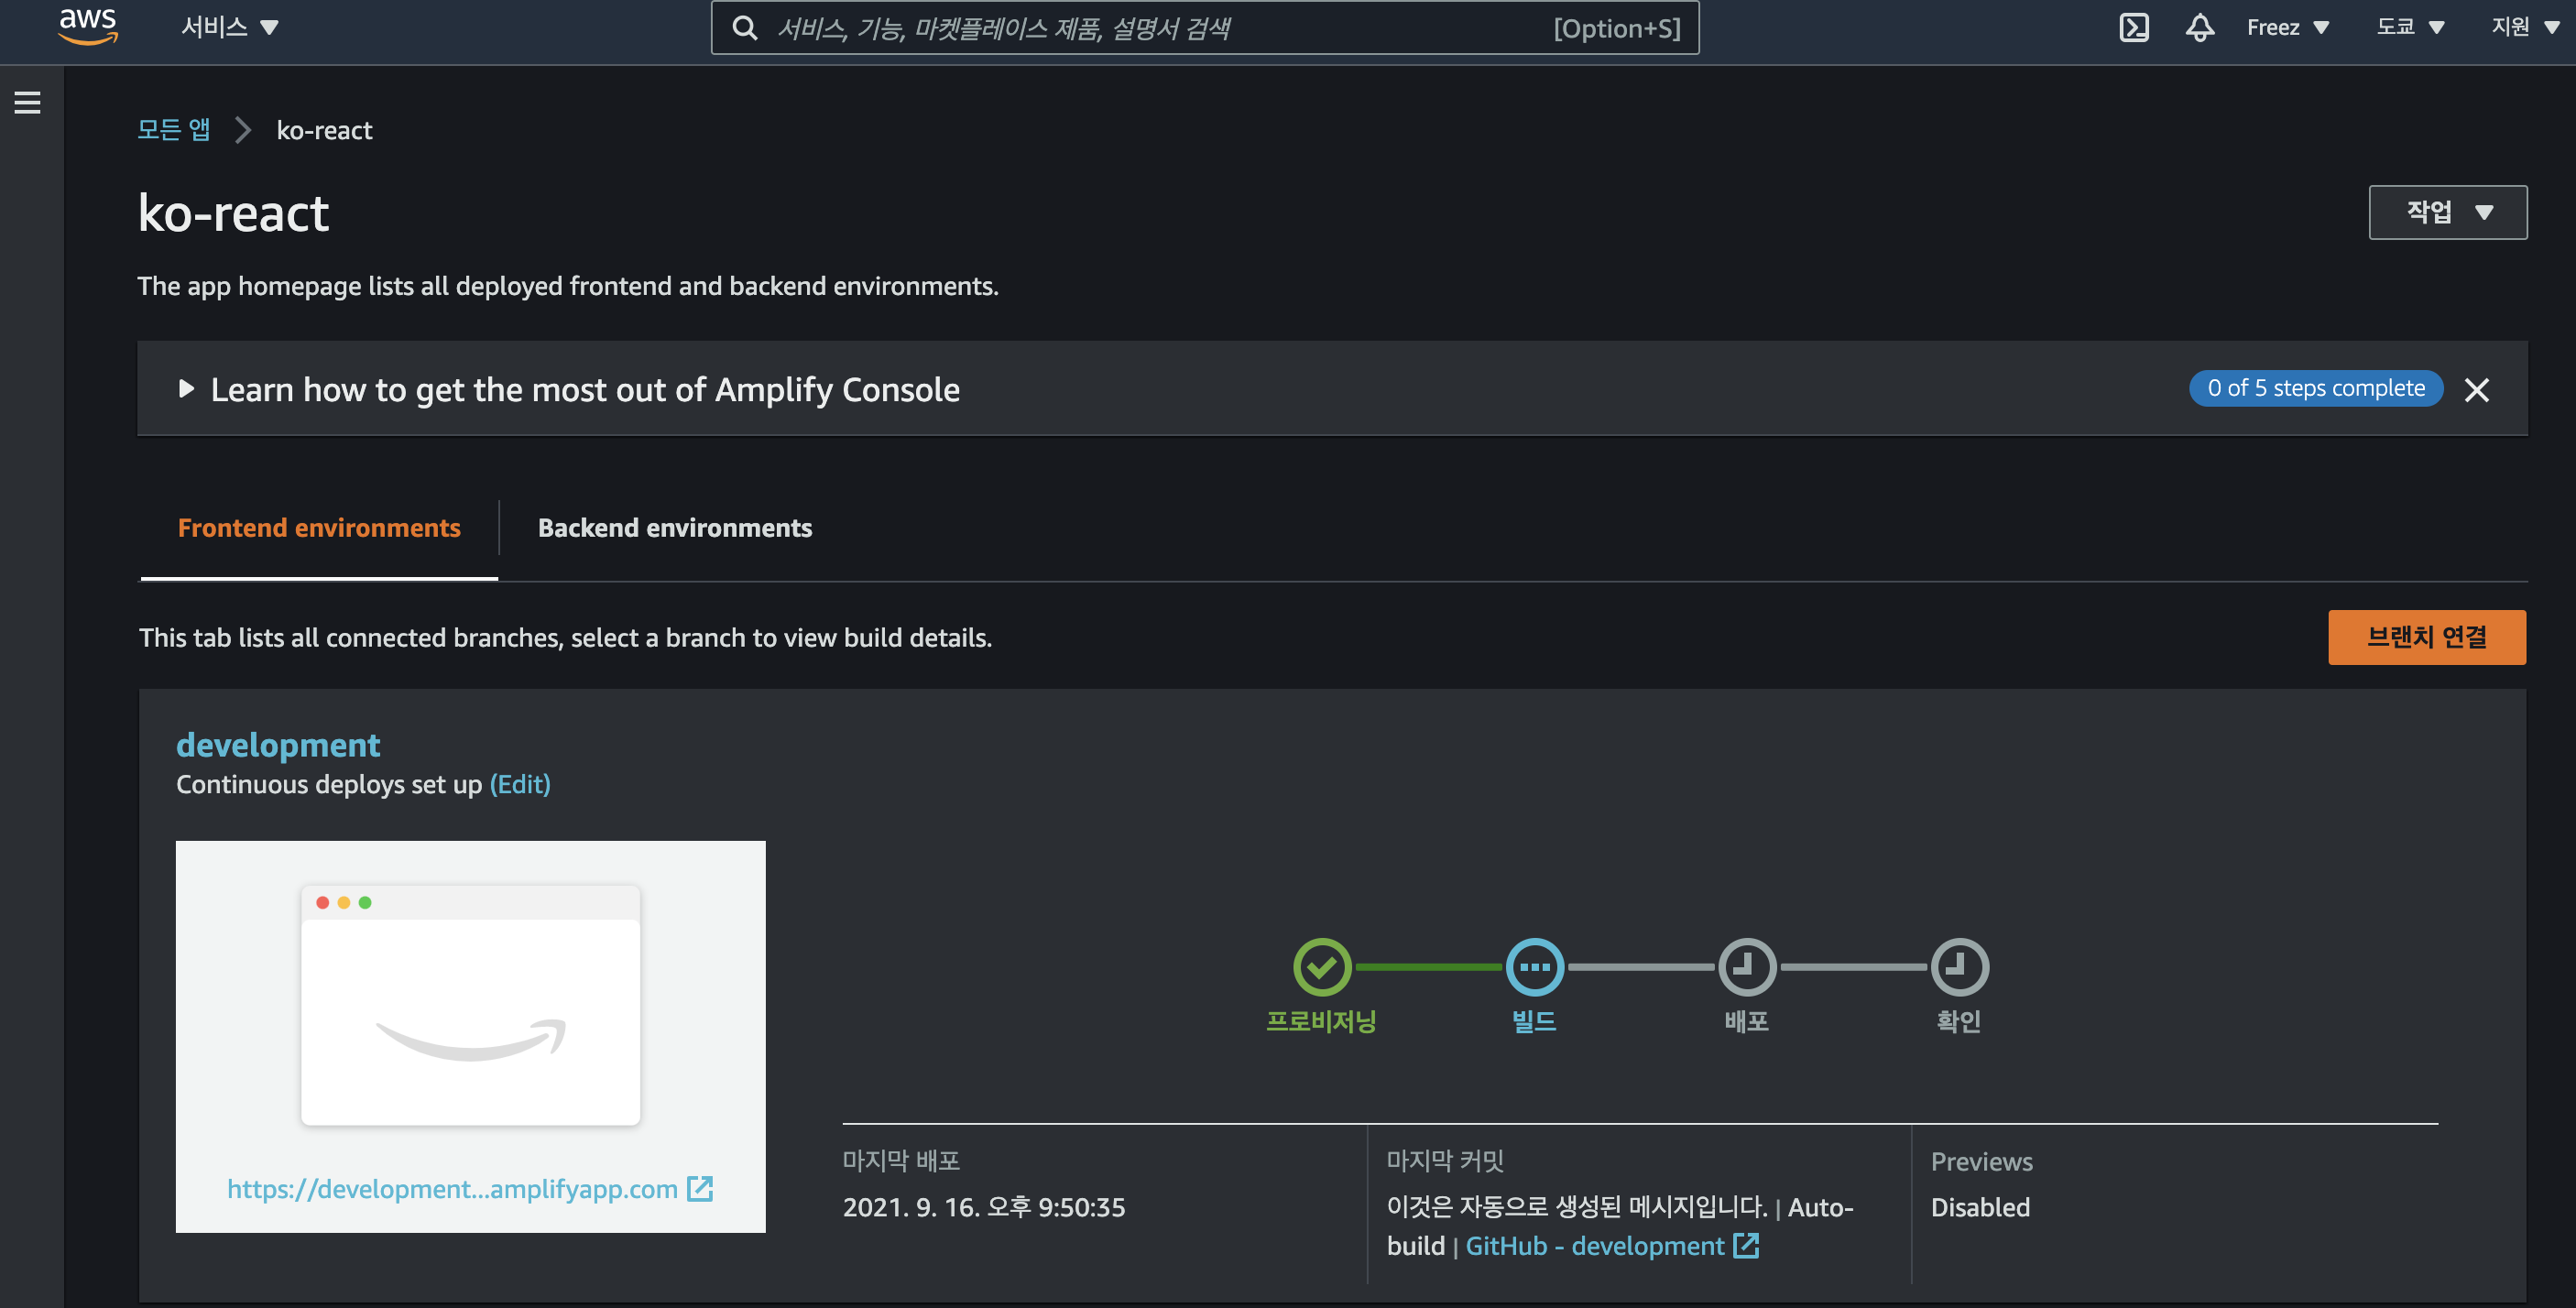 aws 서비스 서비스, 기능, 마켓플레이스 제품, 설명서 검색 [Option+S] Freez 도쿄 지원
모든 앱 ko-react
ko-react
작업
The app homepage lists all deployed frontend and backend environments.
Learn how to get the most out of Amplify Console
0 of 5 steps complete
Frontend environments Backend environments
This tab lists all connected branches, select a branch to view build details.
브랜치 연결
development
Continuous deploys set up (Edit)
https://development...amplifyapp.com
프로비저닝 빌드 배포 확인
마지막 배포
2021. 9. 16. 오후 9:50:35
마지막 커밋
이것은 자동으로 생성된 메시지입니다. | Auto-
build | GitHub - development
Previews
Disabled